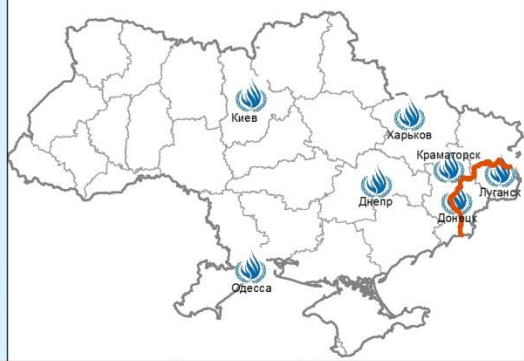 Киев
Харьков
Краматорск
Луганск
Днепр
Донецк
Одесса